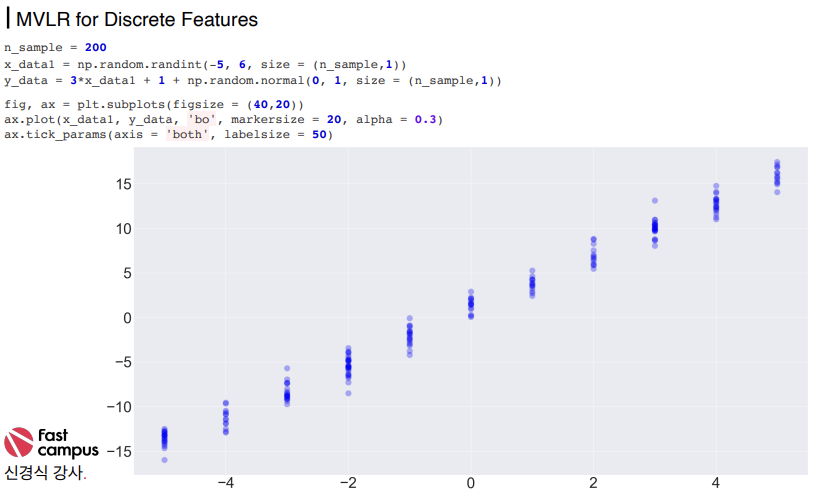 MVLR for Discrete Features
n_sample = 200
x_data1 = np.random.randint(-5, 6, size = (n_sample,1))
y_data = 3*x_data1 + 1 + np.random.normal(0, 1, size = (n_sample,1))
fig, ax = plt.subplots(figsize = (40,20))
ax.plot(x_data1, y_data, 'bo', markersize = 20, alpha = 0.3)
ax.tick_params(axis = 'both', labelsize = 50)
15
10
5
0
−5
−10
−15
−4 −2 0 2 4
Fast
campus
신경식 강사.